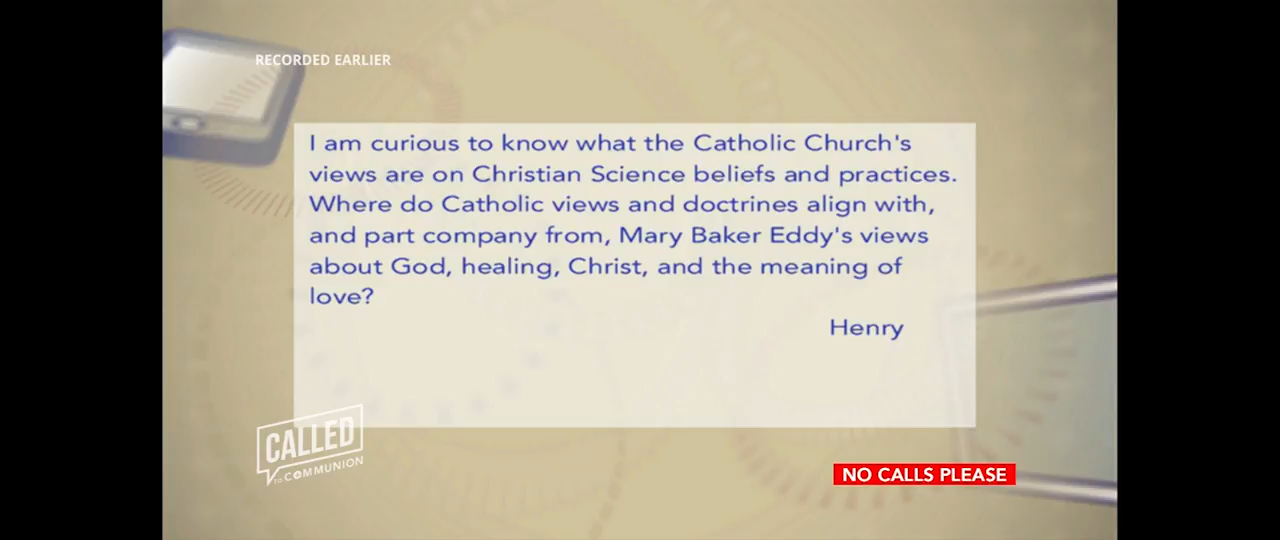 RECORDED EARLIER
I am curious to know what the Catholic Church's
views are on Christian Science beliefs and practices.
Where do Catholic views and doctrines align with,
and part company from, Mary Baker Eddy's views
about God, healing, Christ, and the meaning of
love?
Henry
CALLED
TO COMMUNION
NO CALLS PLEASE